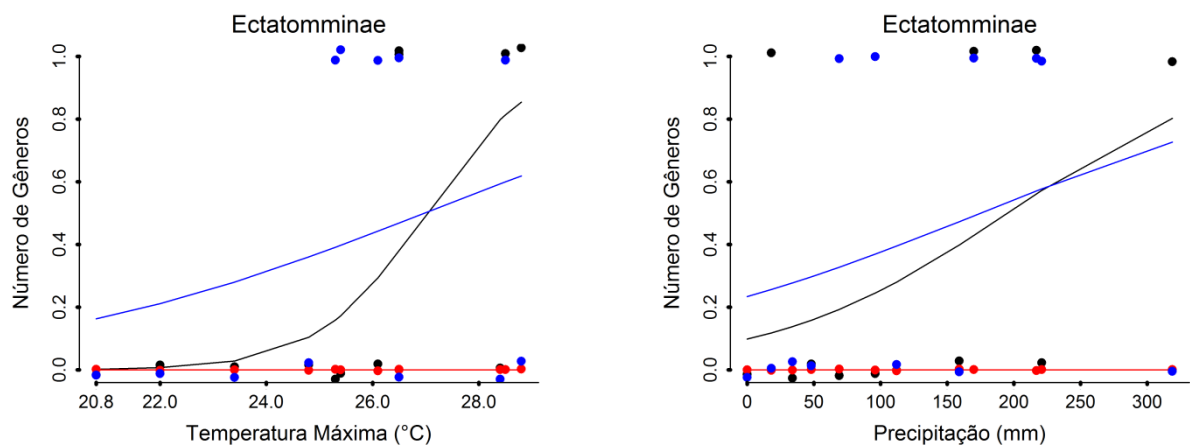 Ectatomminae
Número de Gêneros
1.0
0.8
0.6
0.4
0.2
0.0
20.8 22.0 24.0 26.0 28.0
Temperatura Máxima (°C)
Ectatomminae
Número de Gêneros
1.0
0.8
0.6
0.4
0.2
0.0
0 50 100 150 200 250 300
Precipitação (mm)